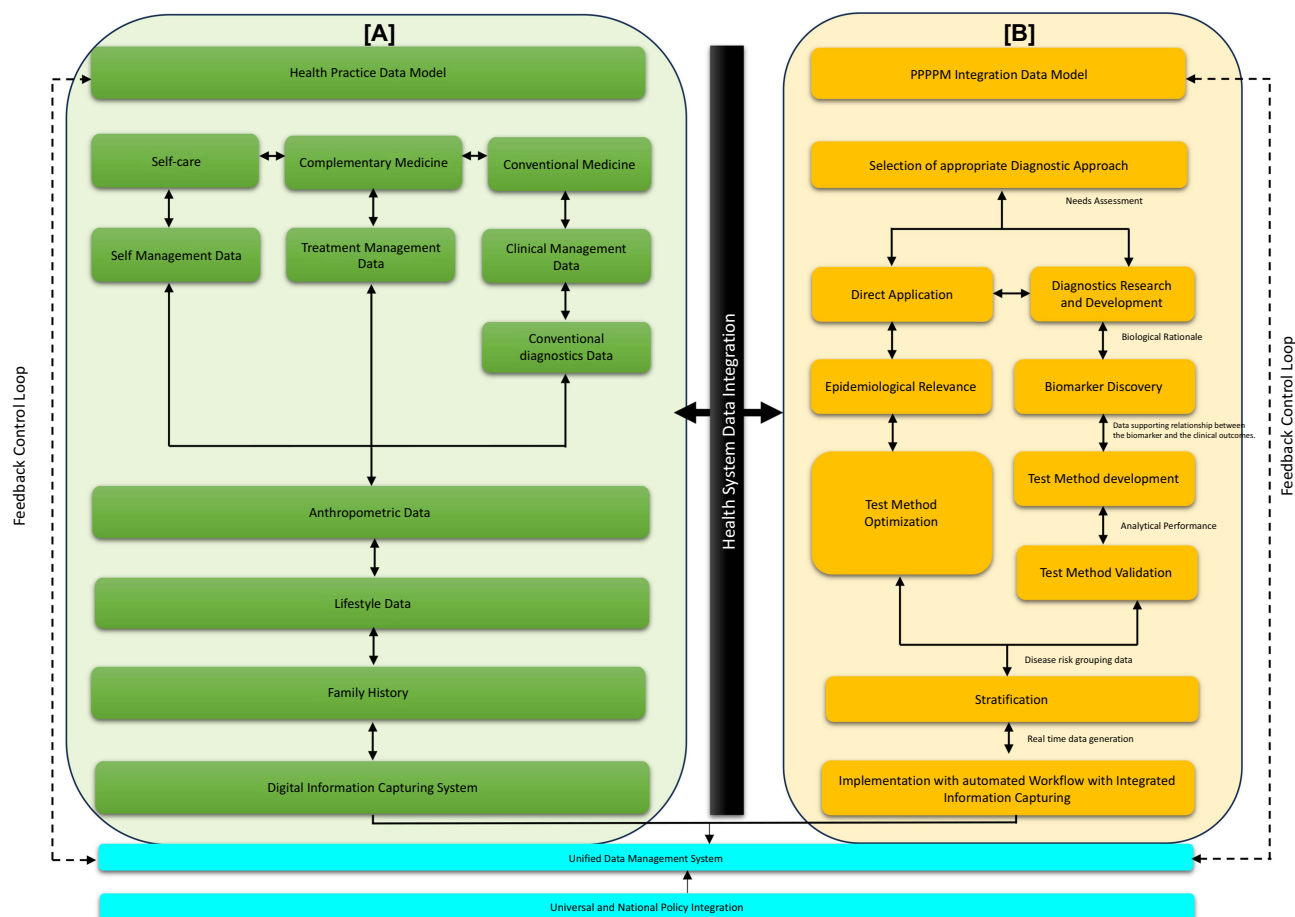 [A]
Health Practice Data Model
Self-care
Complementary Medicine
Conventional Medicine
Self Management Data
Treatment Management
Data
Clinical Management
Data
Conventional
diagnostics Data
Anthropometric Data
Lifestyle Data
Family History
Digital Information Capturing System
Feedback Control Loop
Health System Data Integration
[B]
PPPPM Integration Data Model
Selection of appropriate Diagnostic Approach
Needs Assessment
Direct Application
Diagnostics Research
and Development
Biological Rationale
Epidemiological Relevance
Biomarker Discovery
Data supporting relationship between
the biomarker and the clinical outcomes.
Test Method
Optimization
Test Method development
Analytical Performance
Test Method Validation
Disease risk grouping data
Stratification
Real time data generation
Implementation with automated Workflow with Integrated
Information Capturing
Feedback Control Loop
Unified Data Management System
Universal and National Policy Integration